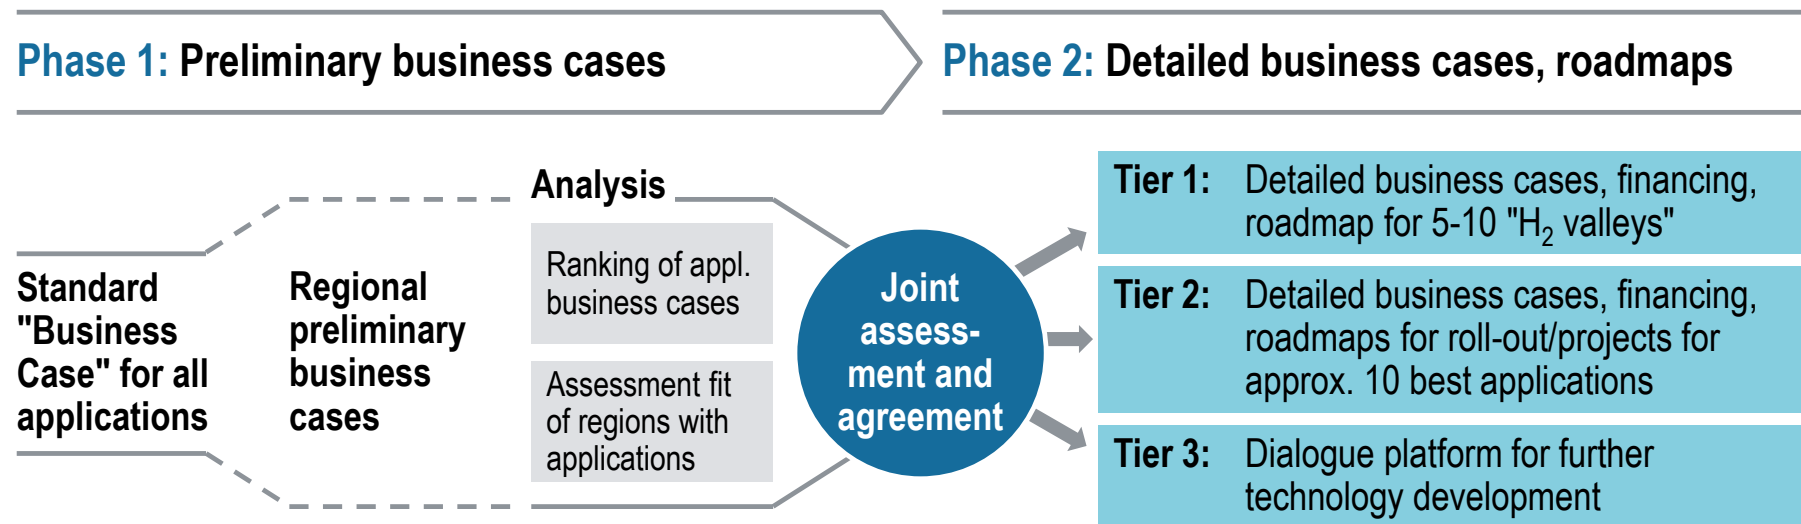 Phase 1: Preliminary business cases
Phase 2: Detailed business cases, roadmaps
Standard
"Business
Case" for all
applications
Regional
preliminary
business
cases
Analysis
Ranking of appl.
business cases
Assessment fit
of regions with
applications
Joint
assess-
ment and
agreement
Tier 1: Detailed business cases, financing,
roadmap for 5-10 "H₂ valleys"
Tier 2: Detailed business cases, financing,
roadmaps for roll-out/projects for
approx. 10 best applications
Tier 3: Dialogue platform for further
technology development